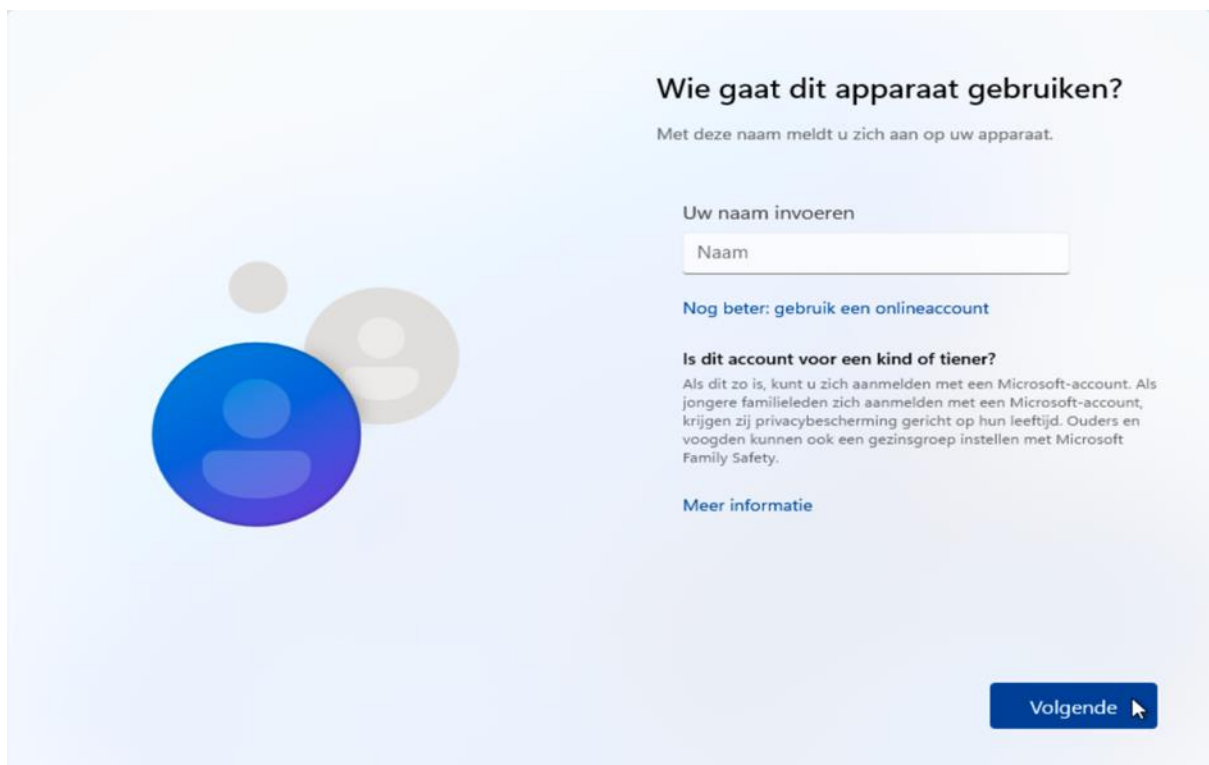 Wie gaat dit apparaat gebruiken?
Met deze naam meldt u zich aan op uw apparaat.
Uw naam invoeren
Naam
Nog beter: gebruik een onlineaccount
Is dit account voor een kind of tiener?
Als dit zo is, kunt u zich aanmelden met een Microsoft-account. Als
jongere familieleden zich aanmelden met een Microsoft-account,
krijgen zij privacybescherming gericht op hun leeftijd. Ouders en
voogden kunnen ook een gezinsgroep instellen met Microsoft
Family Safety.
Meer informatie
Volgende